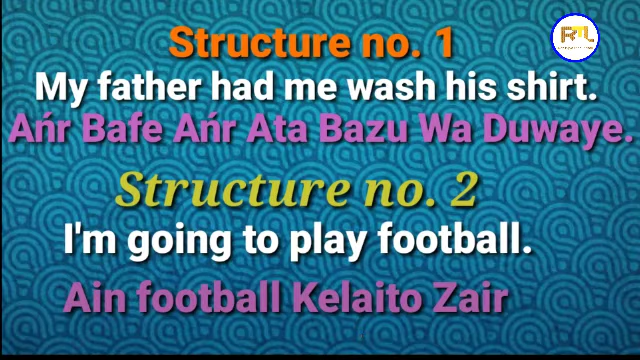 Structure no. 1
My father had me wash his shirt.
Ańr Bafe Ańr Ata Bazu Wa Duwaye.
Structure no. 2
I'm going to play football.
Ain football Kelaito Zair